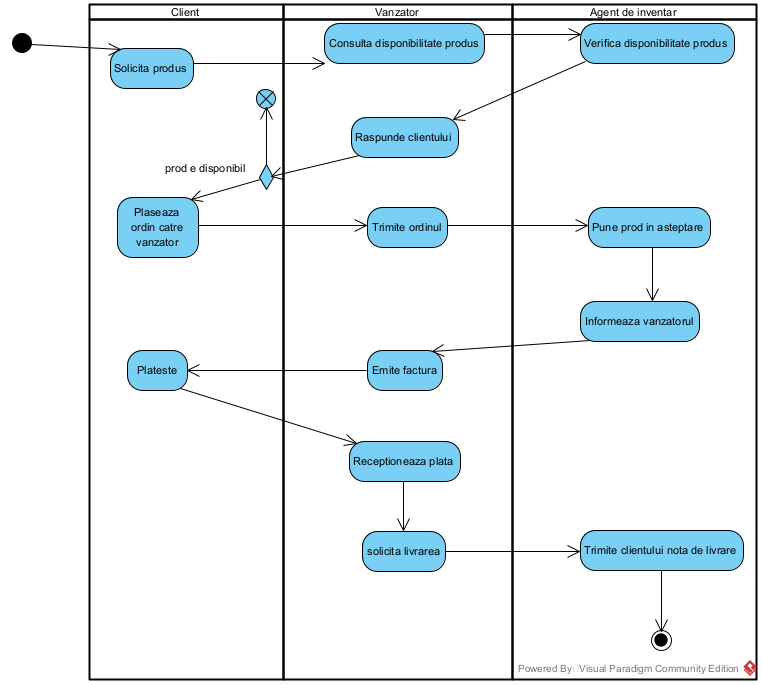 Client
Vanzator
Agent de inventar
Solicita produs
Consulta disponibilitate produs
Verifica disponibilitate produs
Raspunde clientului
prod e disponibil
Plaseaza
ordin catre
vanzator
Trimite ordinul
Pune prod in asteptare
Informeaza vanzatorul
Plateste
Emite factura
Receptioneaza plata
solicita livrarea
Trimite clientului nota de livrare
Powered By Visual Paradigm Community Edition